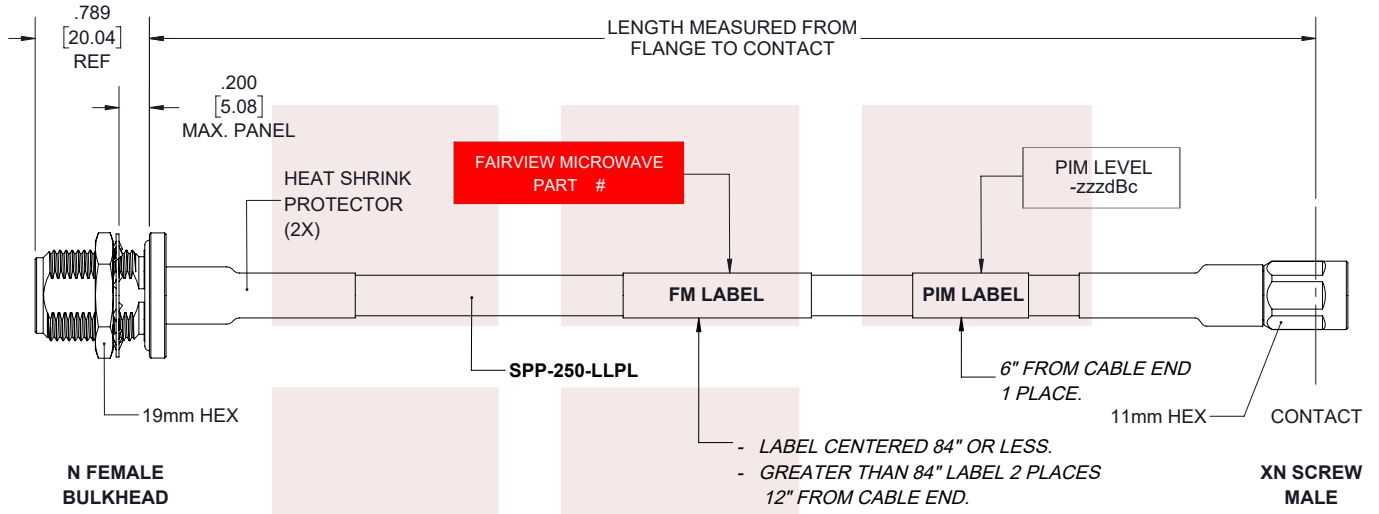 .789
[20.04]
REF
LENGTH MEASURED FROM
FLANGE TO CONTACT
.200
[5.08]
MAX. PANEL
HEAT SHRINK
PROTECTOR
(2X)
FAIRVIEW MICROWAVE
PART #
PIM LEVEL
-zzzdBc
FM LABEL
PIM LABEL
SPP-250-LLPL
6" FROM CABLE END
1 PLACE.
19mm HEX
11mm HEX
CONTACT
- LABEL CENTERED 84" OR LESS.
- GREATER THAN 84" LABEL 2 PLACES
12" FROM CABLE END.
N FEMALE
BULKHEAD
XN SCREW
MALE